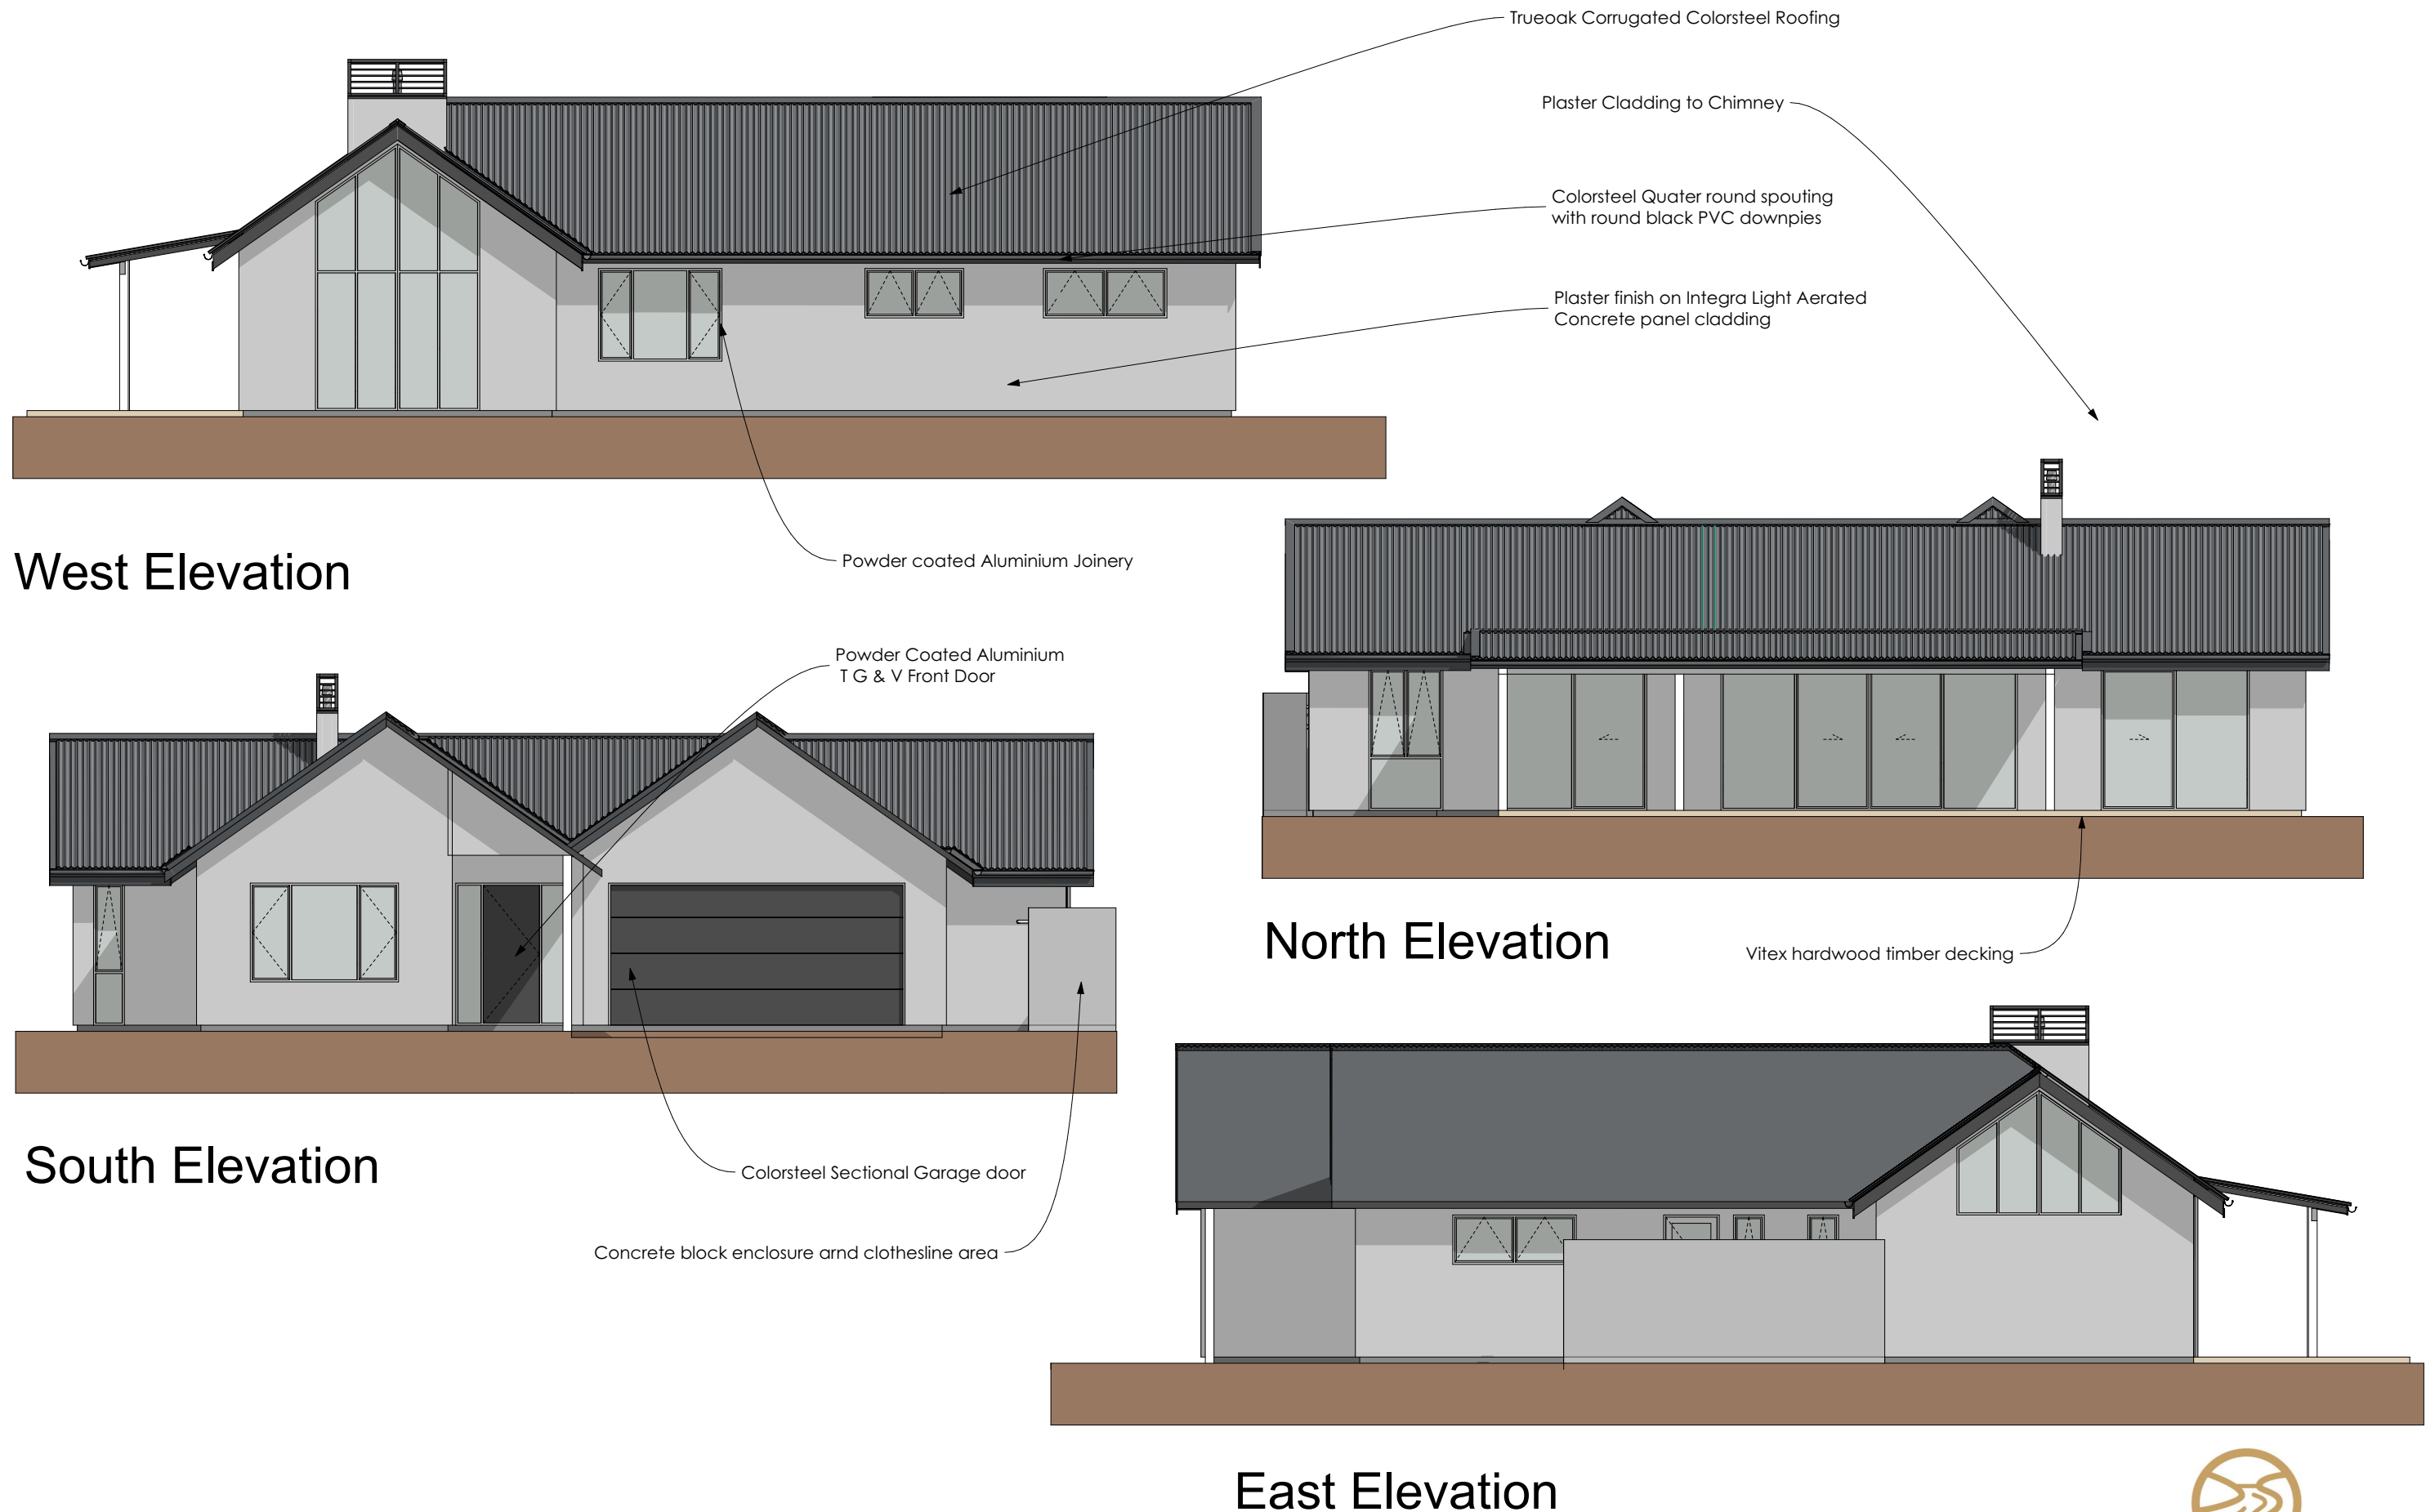 Trueoak Corrugated Colorsteel Roofing
Plaster Cladding to Chimney
Colorsteel Quater round spouting
with round black PVC downpies
Plaster finish on Integra Light Aerated
Concrete panel cladding
West Elevation
Powder coated Aluminium Joinery
Powder Coated Aluminium
T G & V Front Door
North Elevation
Vitex hardwood timber decking
South Elevation
Colorsteel Sectional Garage door
Concrete block enclosure arnd clothesline area
East Elevation